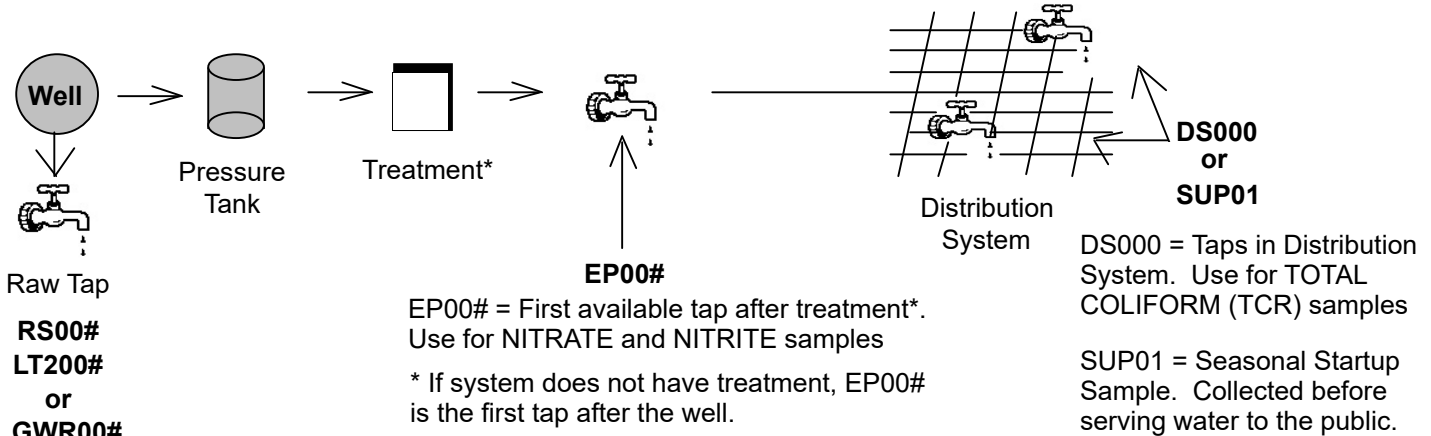 Well
Pressure
Tank
Treatment*
Distribution
System
DS000
or
SUP01
Raw Tap
RS00#
LT200#
or
GWR00#
EP00#
EP00# = First available tap after treatment*.
Use for NITRATE and NITRITE samples
* If system does not have treatment, EP00#
is the first tap after the well.
DS000 = Taps in Distribution
System. Use for TOTAL
COLIFORM (TCR) samples
SUP01 = Seasonal Startup
Sample. Collected before
serving water to the public.